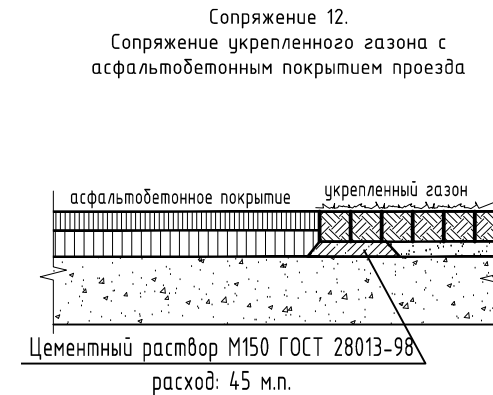 Сопряжение 12.
Сопряжение укрепленного газона с
асфальтобетонным покрытием проезда
асфальтобетонное покрытие
укрепленный газон
Цементный раствор М150 ГОСТ 28013-98
расход: 45 м.п.